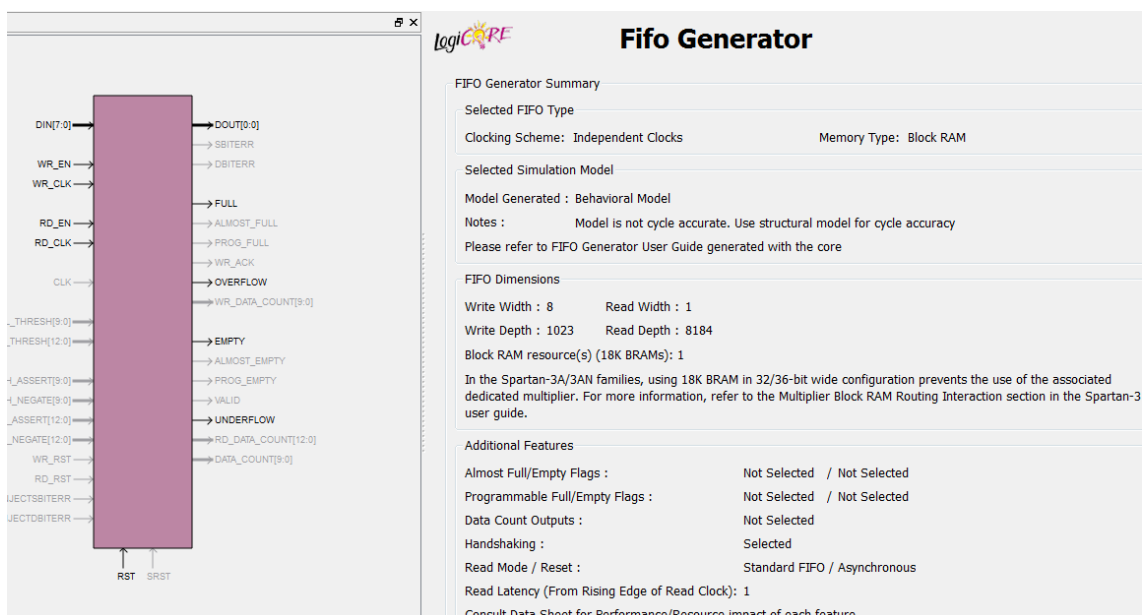 DIN[7:0]
WR_EN
WR_CLK
RD_EN
RD_CLK
CLK
_THRESH[9:0]
_THRESH[12:0]
_ASSERT[9:0]
_NEGATE[9:0]
_ASSERT[12:0]
_NEGATE[12:0]
WR_RST
RD_RST
JECTSBITERR
JECTDBITERR
DOUT[0:0]
SBITERR
DBITERR
FULL
ALMOST_FULL
PROG_FULL
WR_ACK
OVERFLOW
WR_DATA_COUNT[9:0]
EMPTY
ALMOST_EMPTY
PROG_EMPTY
VALID
UNDERFLOW
RD_DATA_COUNT[12:0]
DATA_COUNT[9:0]
RST SRST
LogiCORE
Fifo Generator
FIFO Generator Summary
Selected FIFO Type
Clocking Scheme: Independent Clocks Memory Type: Block RAM
Selected Simulation Model
Model Generated : Behavioral Model
Notes : Model is not cycle accurate. Use structural model for cycle accuracy
Please refer to FIFO Generator User Guide generated with the core
FIFO Dimensions
Write Width : 8 Read Width : 1
Write Depth : 1023 Read Depth : 8184
Block RAM resource(s) (18K BRAMs): 1
In the Spartan-3A/3AN families, using 18K BRAM in 32/36-bit wide configuration prevents the use of the associated
dedicated multiplier. For more information, refer to the Multiplier Block RAM Routing Interaction section in the Spartan-3
user guide.
Additional Features
Almost Full/Empty Flags : Not Selected / Not Selected
Programmable Full/Empty Flags : Not Selected / Not Selected
Data Count Outputs : Not Selected
Handshaking : Selected
Read Mode / Reset : Standard FIFO / Asynchronous
Read Latency (From Rising Edge of Read Clock): 1
Consult Data Sheet for Performance/Resource impact of each feature